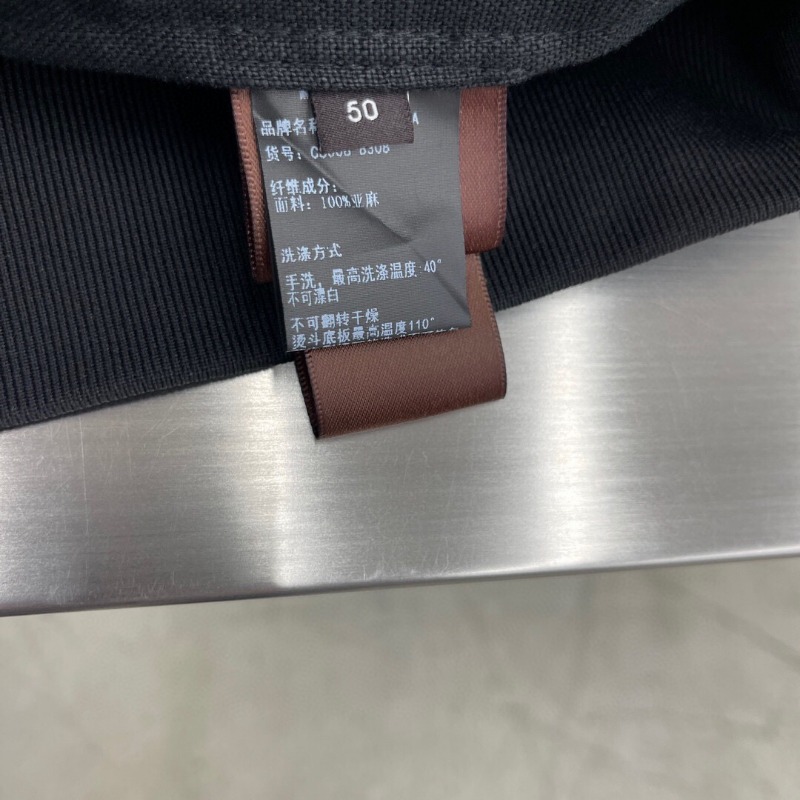 50
品牌名称
货号: 8308
纤维成分:
面料: 100%亚麻
洗涤方式
手洗, 最高洗涤温度 40°
不可漂白
不可翻转干燥
熨斗底板最高温度110°